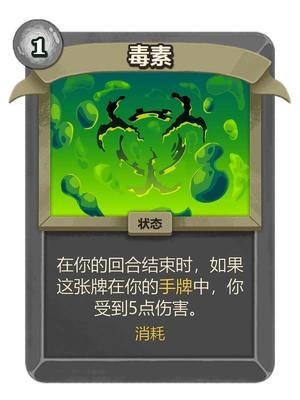 1
毒素
状态
在你的回合结束时，如果
这张牌在你的手牌中，你
受到5点伤害。
消耗